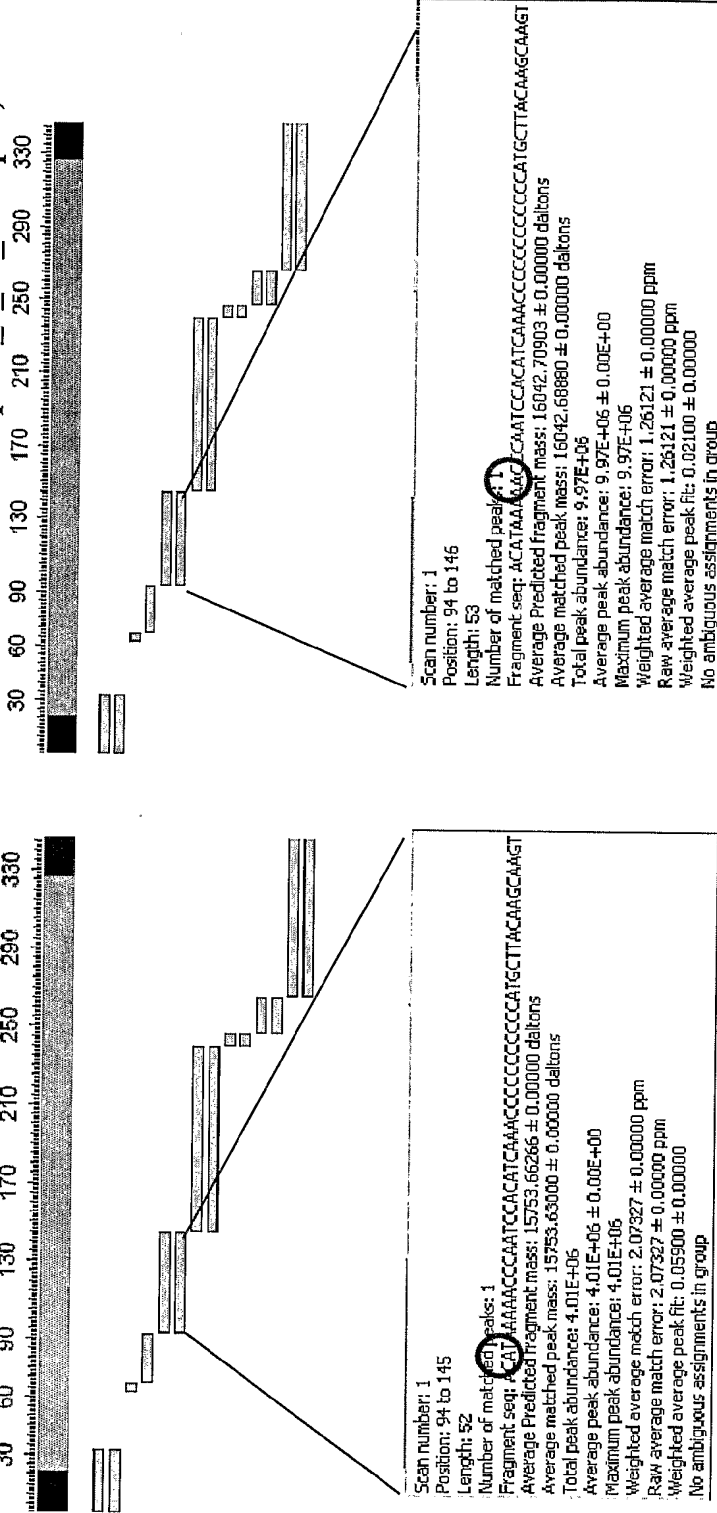 30 60 90 130 170 210 250 290 330
Scan number: 1
Position: 94 to 145
Length: 52
Number of matched peaks: 1
Fragment seq: ACATAAAAACCCAATCCACATCAAACCCCCCCCCCCATGCTTACAAGCAAGT
Average Predicted fragment mass: 15753.66266 ± 0.00000 daltons
Average matched peak mass: 15753.63000 ± 0.00000 daltons
Total peak abundance: 4.01E+06
Average peak abundance: 4.01E+06 ± 0.00E+00
Maximum peak abundance: 4.01E+06
Weighted average match error: 2.07327 ± 0.00000 ppm
Raw average match error: 2.07327 ± 0.00000 ppm
Weighted average peak fit: 0.05900 ± 0.00000
No ambiguous assignments in group
30 60 90 130 170 210 250 290 330
Scan number: 1
Position: 94 to 146
Length: 53
Number of matched peaks: 1
Fragment seq: ACATAAAAACCCAATCCACATCAAACCCCCCCCCCCCATGCTTACAAGCAAGT
Average Predicted fragment mass: 16042.70903 ± 0.00000 daltons
Average matched peak mass: 16042.68880 ± 0.00000 daltons
Total peak abundance: 9.97E+06
Average peak abundance: 9.97E+06 ± 0.00E+00
Maximum peak abundance: 9.97E+06
Weighted average match error: 1.26121 ± 0.00000 ppm
Raw average match error: 1.26121 ± 0.00000 ppm
Weighted average peak fit: 0.02100 ± 0.00000
No ambiguous assignments in group